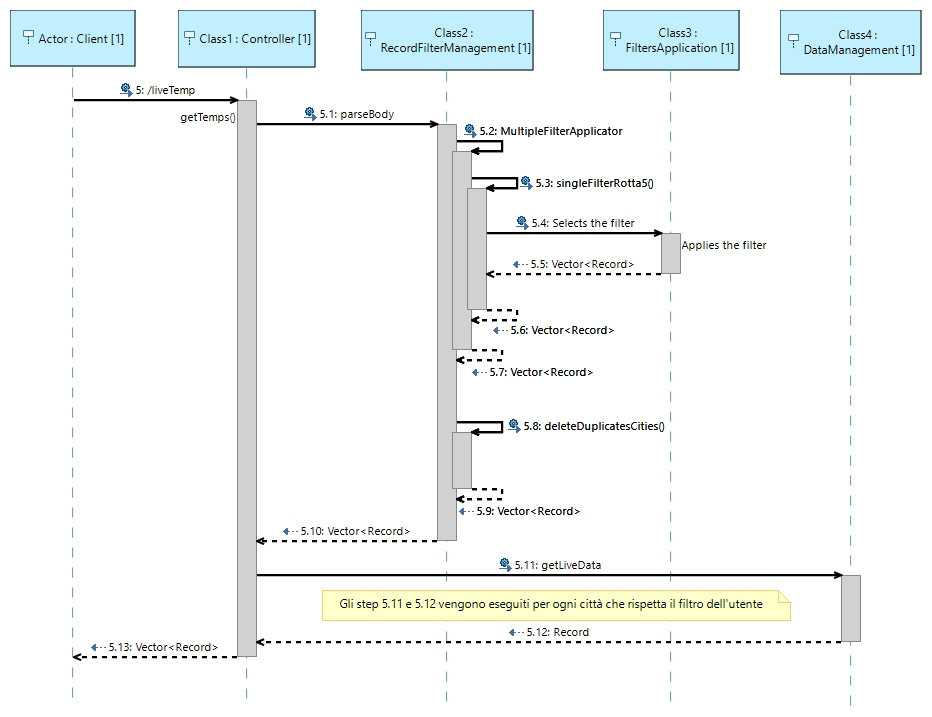 Actor : Client [1]
Class1 : Controller [1]
Class2 :
RecordFilterManagement [1]
Class3 :
FiltersApplication [1]
Class4 :
DataManagement [1]
5: /liveTemp
getTemps()
5.1: parseBody
5.2: MultipleFilterApplicator
5.3: singleFilterRotta5()
5.4: Selects the filter
Applies the filter
5.5: Vector<Record>
5.6: Vector<Record>
5.7: Vector<Record>
5.8: deleteDuplicatesCities()
5.9: Vector<Record>
5.10: Vector<Record>
5.11: getLiveData
Gli step 5.11 e 5.12 vengono eseguiti per ogni città che rispetta il filtro dell'utente
5.12: Record
5.13: Vector<Record>